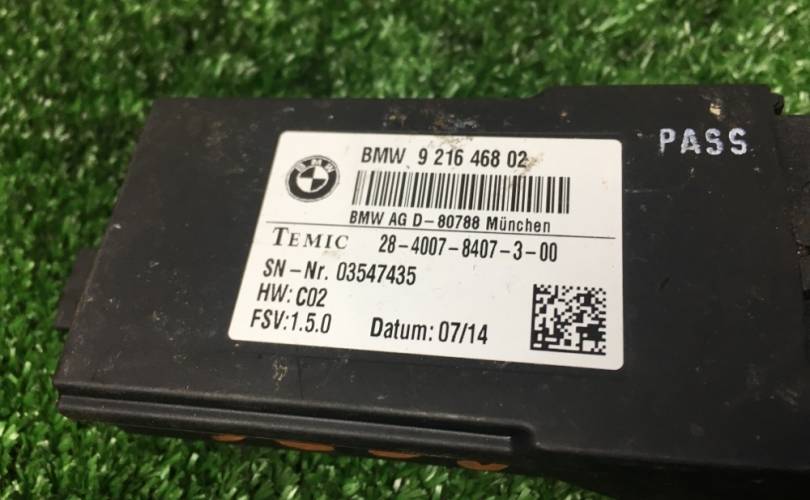 PASS
BMW
BMW 9 216 468 02
BMW AG D-80788 München
TEMIC 28-4007-8407-3-00
SN-Nr. 03547435
HW: C02
FSV:1.5.0 Datum: 07/14